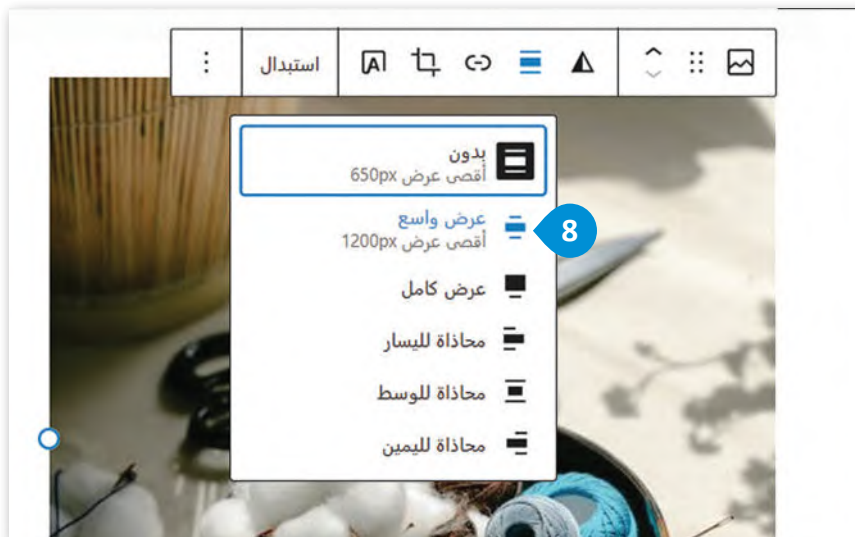 استبدال
A
بدون
أقصى عرض 650px
عرض واسع
أقصى عرض 1200px
8
عرض كامل
محاذاة لليسار
محاذاة للوسط
محاذاة لليمين